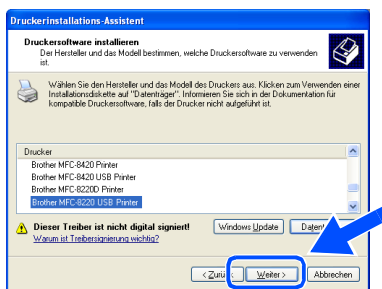 Druckerinstallations-Assistent
Druckersoftware installieren
Der Hersteller und das Modell bestimmen, welche Druckersoftware zu verwenden
ist.
Wählen Sie den Hersteller und das Modell des Druckers aus. Klicken zum Verwenden einer
Installationsdiskette auf "Datenträger". Informieren Sie sich in der Dokumentation für
kompatible Druckersoftware, falls der Drucker nicht aufgeführt ist.
Drucker
Brother MFC-8420 Printer
Brother MFC-8420 USB Printer
Brother MFC-8220D Printer
Brother MFC-8220 USB Printer
Dieser Treiber ist nicht digital signiert!
Windows Update
Warum ist Treibersignierung wichtig?
Weiter >
Abbrechen